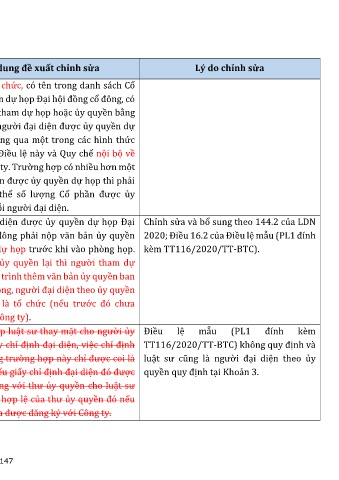 dung đề xuất chỉnh sửa
Lý do chỉnh sửa
chức, có tên trong danh sách Cổ
dự họp Đại hội đồng cổ đông, có
tham dự họp hoặc ủy quyền bằng
người đại diện được ủy quyền dự
qua một trong các hình thức
Điều lệ này và Quy chế nội bộ về
ty. Trường hợp có nhiều hơn một
được ủy quyền dự họp thì phải
thể số lượng Cổ phần được ủy
người đại diện.
diện được ủy quyền dự họp Đại
phải nộp văn bản ủy quyền
dự họp trước khi vào phòng họp.
ủy quyền lại thì người tham dự
trình thêm văn bản ủy quyền ban
người đại diện theo ủy quyền
là tổ chức (nếu trước đó chưa
ty).
Chỉnh sửa và bổ sung theo 144.2 của LDN
2020; Điều 16.2 của Điều lệ mẫu (PL1 đính
kèm TT116/2020/TT-BTC).
luật sư thay mặt cho người ủy
chỉ định đại diện, việc chỉ định
trường hợp này chỉ được coi là
giấy chỉ định đại diện đó được
với thư ủy quyền cho luật sư
hợp lệ của thư ủy quyền đó nếu
được đăng ký với Công ty.
Điều lệ mẫu (PL1 đính kèm
TT116/2020/TT-BTC) không quy định và
luật sư cũng là người đại diện theo ủy
quyền quy định tại Khoản 3.
147